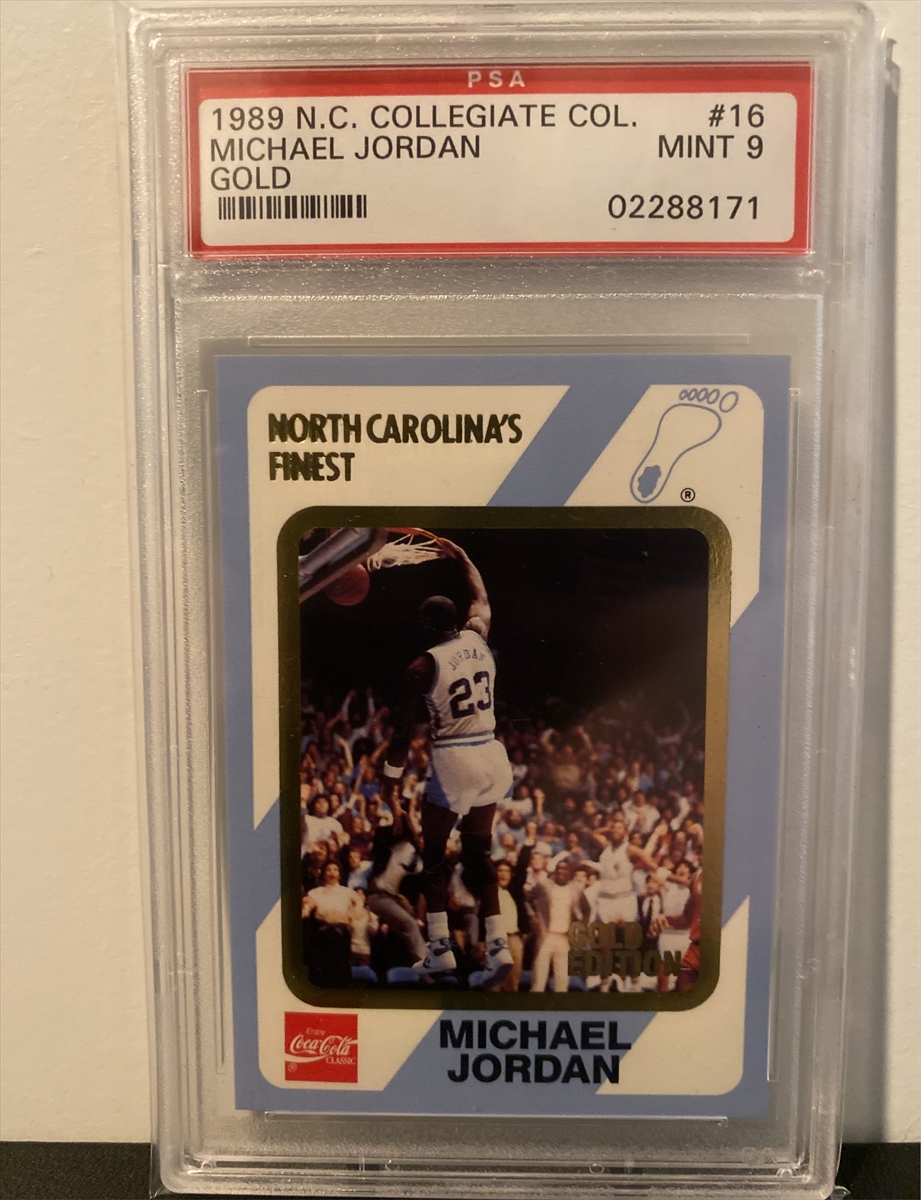 PSA
1989 N.C. COLLEGIATE COL. #16
MICHAEL JORDAN MINT 9
GOLD
02288171
NORTH CAROLINA'S
FINEST
®
JORDAN
23
GOLD
EDITION
Enjoy
Coca-Cola
CLASSIC
®
MICHAEL
JORDAN